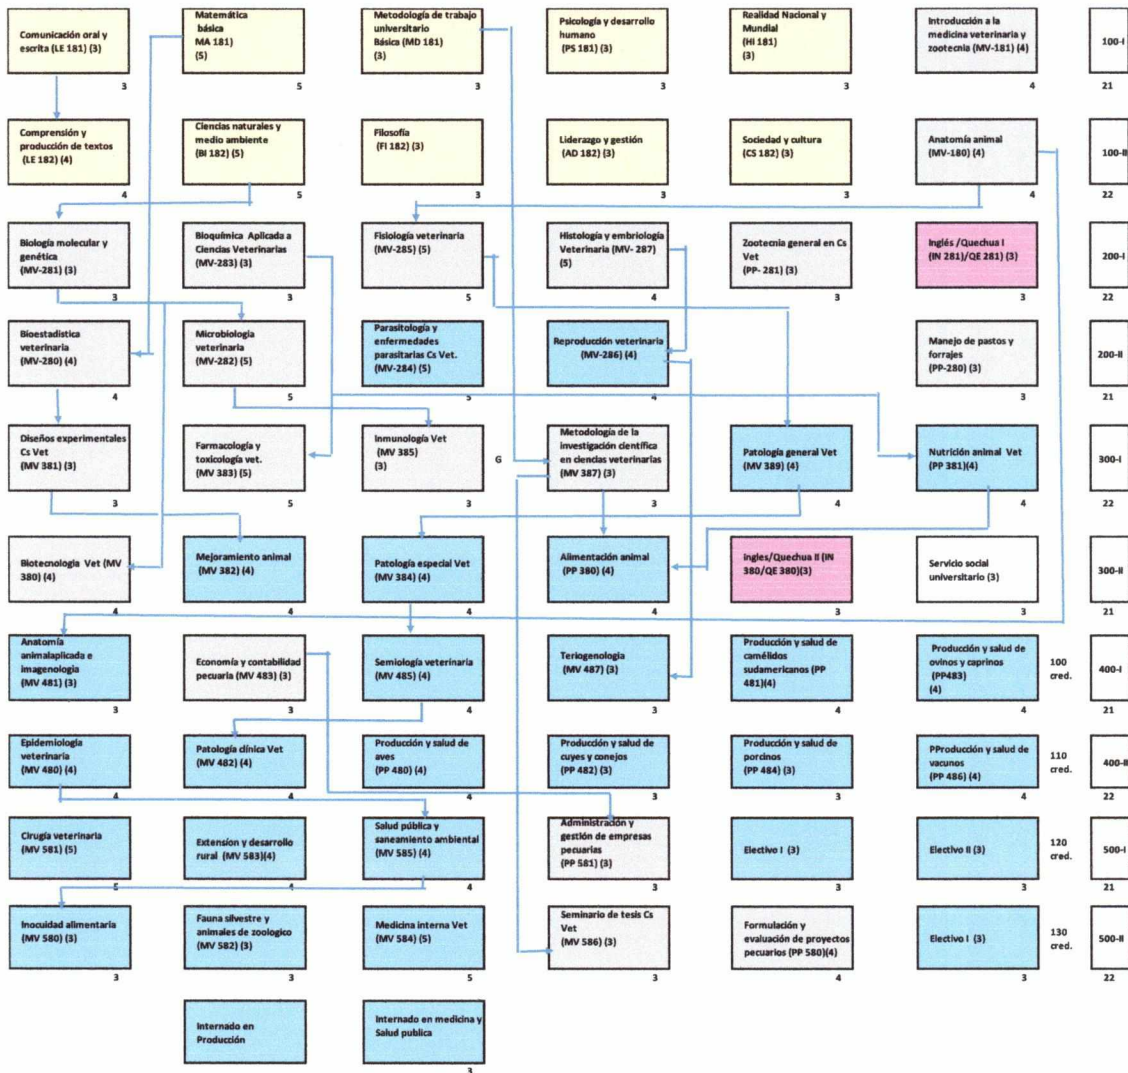 Comunicación oral y
escrita (LE 181) (3)
3
Matemática
básica
MA 181)
(5)
5
Metodología de trabajo
universitario
Básica (MD 181)
(3)
3
Psicología y desarrollo
humano
(PS 181) (3)
3
Realidad Nacional y
Mundial
(HI 181)
(3)
3
Introducción a la
medicina veterinaria y
zootecnia (MV-181) (4)
4
100-I
21
Comprensión y
producción de textos
(LE 182) (4)
4
Ciencias naturales y
medio ambiente
(BI 182) (5)
5
Filosofía
(FI 182) (3)
3
Liderazgo y gestión
(AD 182) (3)
3
Sociedad y cultura
(CS 182) (3)
3
Anatomía animal
(MV-180) (4)
4
100-II
22
Biología molecular y
genética
(MV-281) (3)
3
Bioquímica Aplicada a
Ciencias Veterinarias
(MV-283) (3)
3
Fisiología veterinaria
(MV-285) (5)
5
Histología y embriología
Veterinaria (MV- 287)
(5)
4
Zootecnia general en Cs
Vet
(PP- 281) (3)
3
Inglés /Quechua I
(IN 281)/QE 281) (3)
3
200-I
22
Bioestadistica
veterinaria
(MV-280) (4)
4
Microbiologia
veterinaria
(MV-282) (5)
5
Parasitología y
enfermedades
parasitarias Cs Vet.
(MV-284) (5)
5
Reproducción veterinaria
(MV-286) (4)
4
Manejo de pastos y
forrajes
(PP-280) (3)
3
200-II
21
Diseños experimentales
Cs Vet
(MV 381) (3)
3
Farmacología y
toxicología vet.
(MV 383) (5)
5
Inmunología Vet
(MV 385)
(3)
3
G
Metodología de la
investigación científica
en ciencias veterinarias
(MV 387) (3)
3
Patología general Vet
(MV 389) (4)
4
Nutrición animal Vet
(PP 381)(4)
4
300-I
22
Biotecnologia Vet (MV
380) (4)
4
Mejoramiento animal
(MV 382) (4)
4
Patología especial Vet
(MV 384) (4)
4
Alimentación animal
(PP 380) (4)
4
Ingles/Quechua II (IN
380/QE 380)(3)
3
Servicio social
universitario (3)
3
300-II
21
Anatomía
animalaplicada e
imagenologia
(MV 481) (3)
3
Economía y contabilidad
pecuaria (MV 483) (3)
3
Semiología veterinaria
(MV 485) (4)
4
Teriogenologia
(MV 487) (3)
3
Producción y salud de
camélidos
sudamericanos (PP
481)(4)
4
Producción y salud de
ovinos y caprinos
(PP483)
(4)
4
100
cred.
400-I
21
Epidemiología
veterinaria
(MV 480) (4)
4
Patología clínica Vet
(MV 482) (4)
4
Producción y salud de
aves
(PP 480) (4)
4
Producción y salud de
cuyes y conejos
(PP 482) (3)
3
Producción y salud de
porcinos
(PP 484) (3)
3
PProducción y salud de
vacunos
(PP 486) (4)
4
110
cred.
400-II
22
Cirugía veterinaria
(MV 581) (5)
5
Extensíon y desarrollo
rural (MV 583)(4)
4
Salud pública y
saneamiento ambiental
(MV 585) (4)
4
Administración y
gestión de empresas
pecuarias
(PP 581) (3)
3
Electivo I (3)
3
Electivo II (3)
3
120
cred.
500-I
21
Inocuidad alimentaría
(MV 580) (3)
3
Fauna silvestre y
animales de zoologico
(MV 582) (3)
3
Medicina interna Vet
(MV 584) (5)
5
Seminario de tesis Cs
Vet
(MV 586) (3)
3
Formulación y
evaluación de proyectos
pecuarios (PP 580)(4)
4
Electivo I (3)
3
130
cred.
500-II
22
Internado en
Producción
Internado en medicina y
Salud publica
3